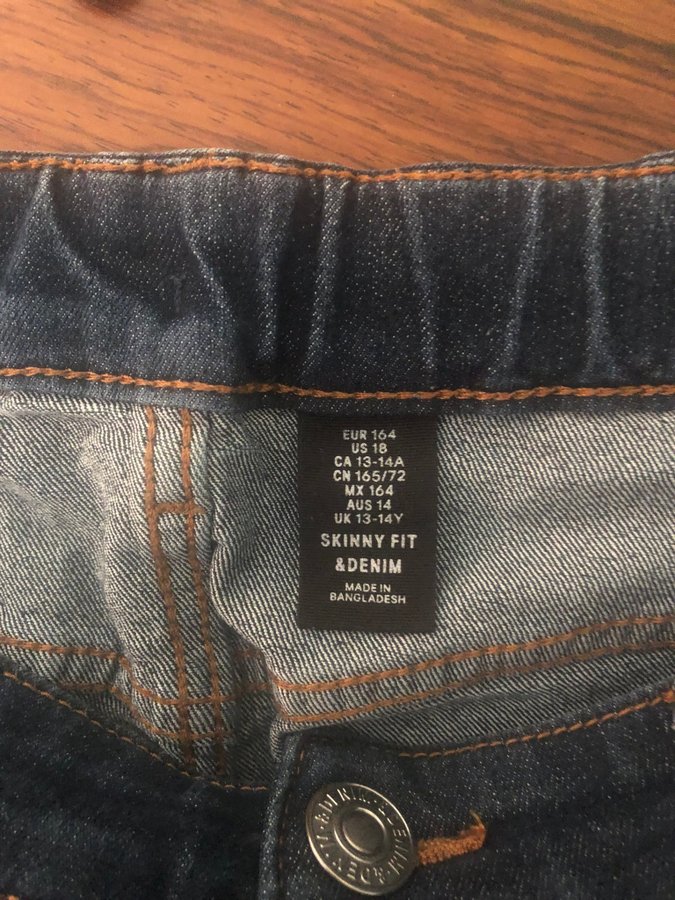 EUR 164
US 18
CA 13-14A
CN 165/72
MX 164
AUS 14
UK 13-14Y
SKINNY FIT
&DENIM
MADE IN
BANGLADESH